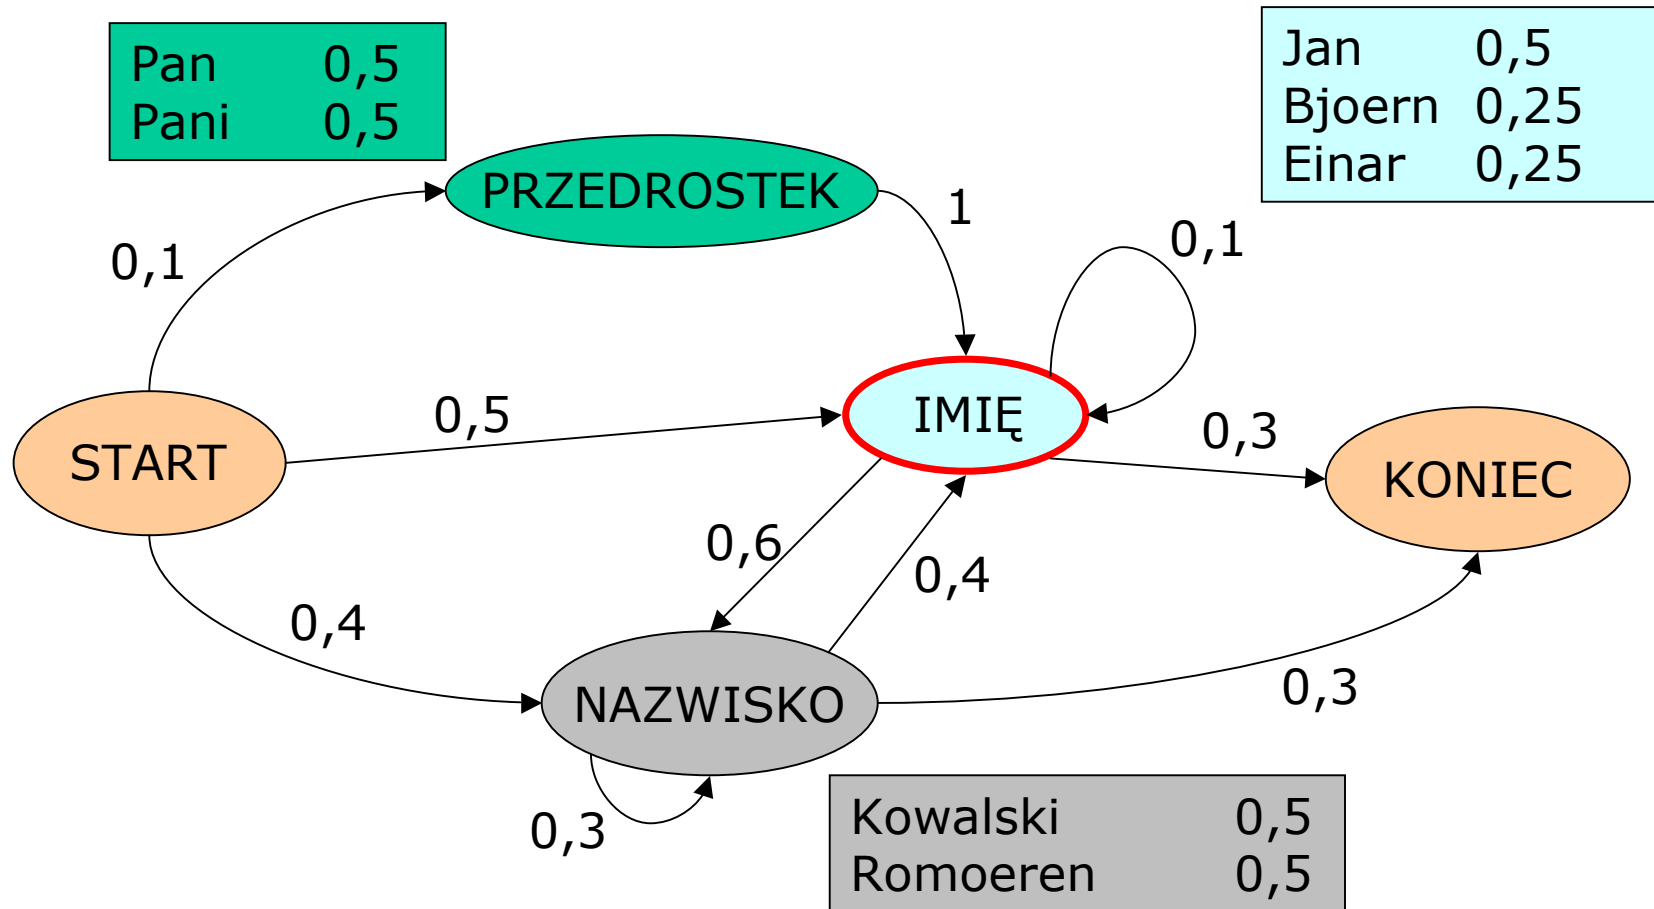 Pan 0,5
Pani 0,5
Jan 0,5
Bjoern 0,25
Einar 0,25
PRZEDROSTEK
1
0,1
0,1
0,5
IMIĘ
0,3
START
KONIEC
0,6
0,4
0,4
NAZWISKO
0,3
0,3
Kowalski 0,5
Romoeren 0,5